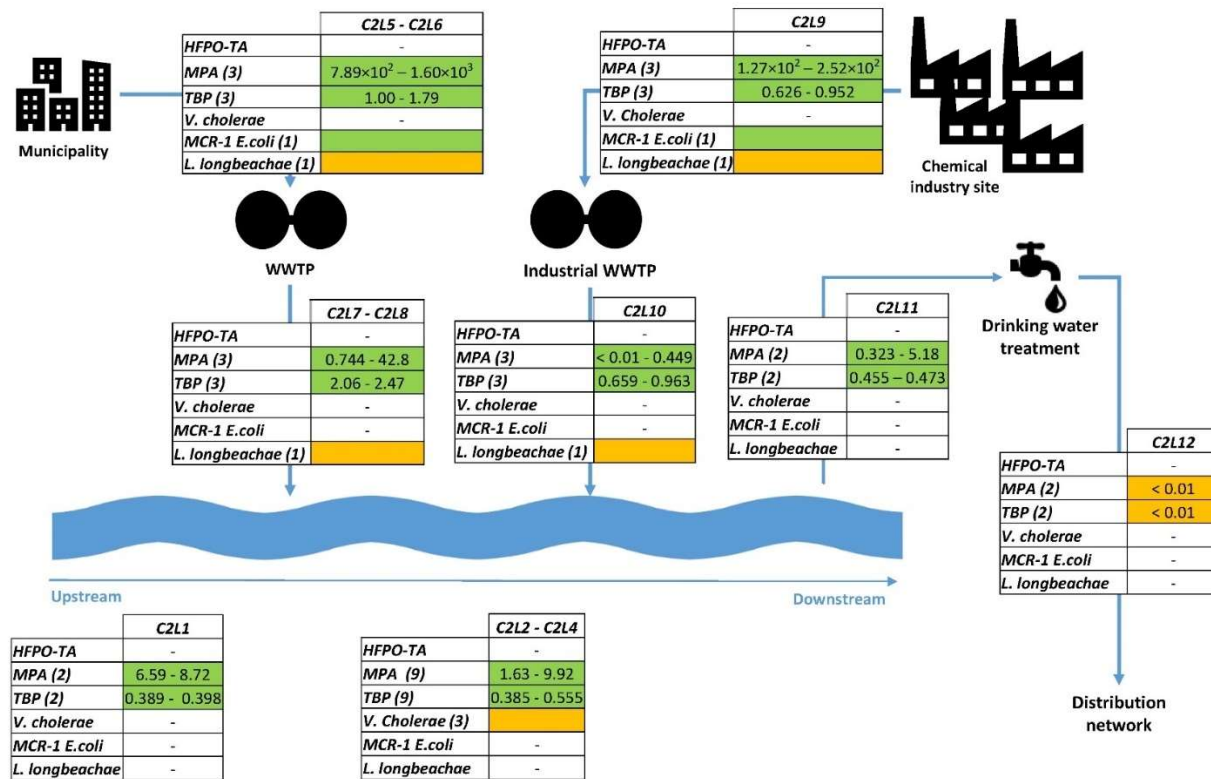 C2L5 - C2L6
HFPO-TA -
MPA (3) 7.89×10² – 1.60×10³
TBP (3) 1.00 - 1.79
V. cholerae -
MCR-1 E.coli (1)
L. longbeachae (1)
Municipality
C2L9
HFPO-TA -
MPA (3) 1.27×10² – 2.52×10²
TBP (3) 0.626 - 0.952
V. Cholerae -
MCR-1 E.coli (1)
L. longbeachae (1)
Chemical
industry site
WWTP
Industrial WWTP
Drinking water
treatment
C2L7 - C2L8
HFPO-TA -
MPA (3) 0.744 - 42.8
TBP (3) 2.06 - 2.47
V. cholerae -
MCR-1 E.coli -
L. longbeachae (1)
C2L10
HFPO-TA -
MPA (3) < 0.01 - 0.449
TBP (3) 0.659 - 0.963
V. cholerae -
MCR-1 E.coli -
L. longbeachae (1)
C2L11
HFPO-TA -
MPA (2) 0.323 - 5.18
TBP (2) 0.455 – 0.473
V. cholerae -
MCR-1 E.coli -
L. longbeachae -
C2L12
HFPO-TA -
MPA (2) < 0.01
TBP (2) < 0.01
V. cholerae -
MCR-1 E.coli -
L. longbeachae -
Upstream
Downstream
C2L1
HFPO-TA -
MPA (2) 6.59 - 8.72
TBP (2) 0.389 - 0.398
V. cholerae -
MCR-1 E.coli -
L. longbeachae -
C2L2 - C2L4
HFPO-TA -
MPA (9) 1.63 - 9.92
TBP (9) 0.385 - 0.555
V. Cholerae (3)
MCR-1 E.coli -
L. longbeachae -
Distribution
network